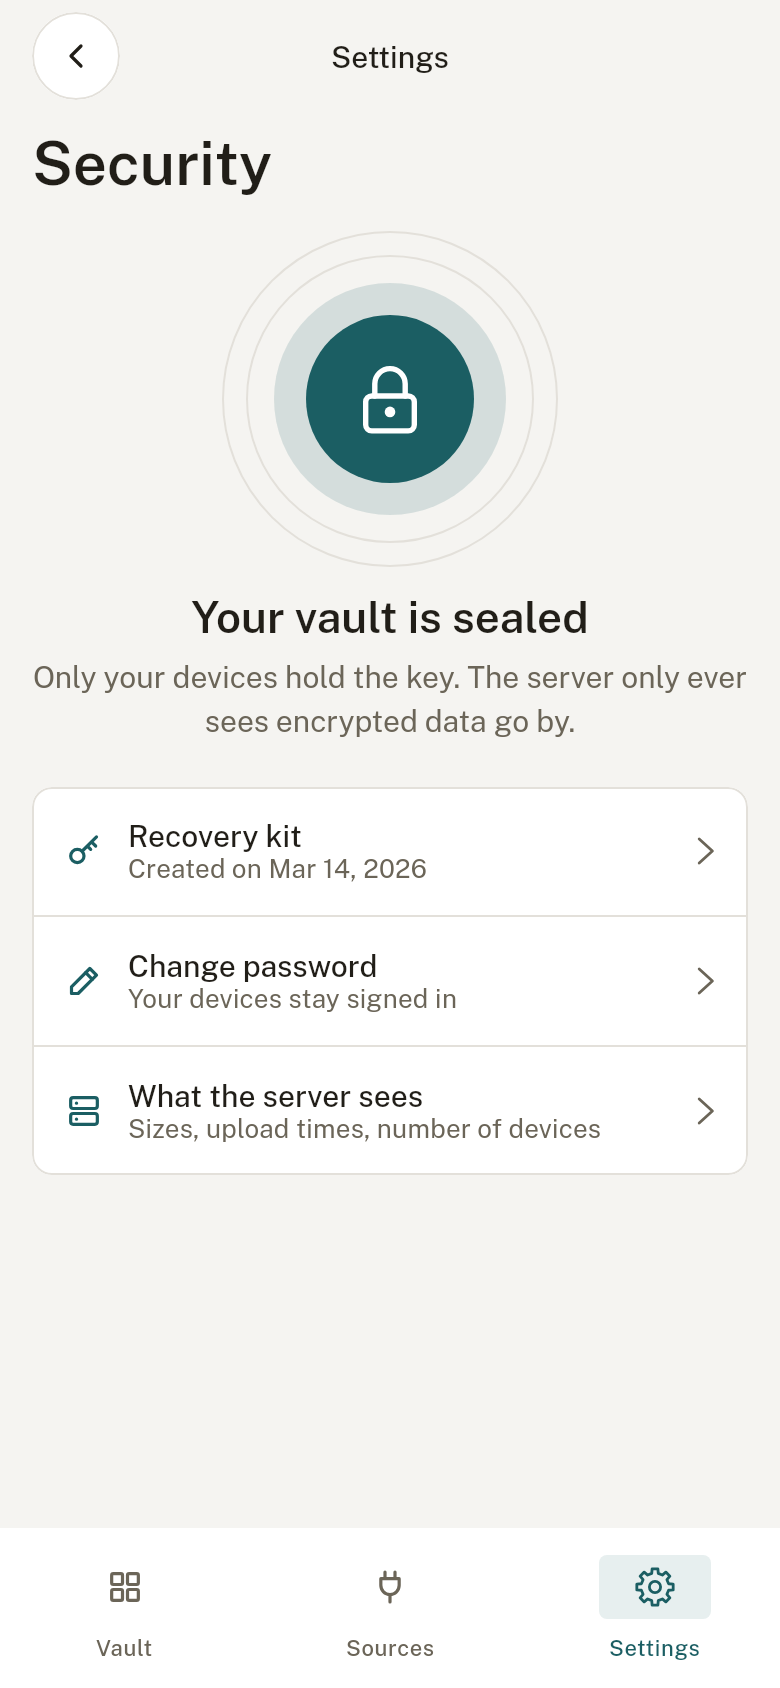 Settings
Security
Your vault is sealed
Only your devices hold the key. The server only ever
sees encrypted data go by.
Recovery kit
Created on Mar 14, 2026
Change password
Your devices stay signed in
What the server sees
Sizes, upload times, number of devices
Vault
Sources
Settings